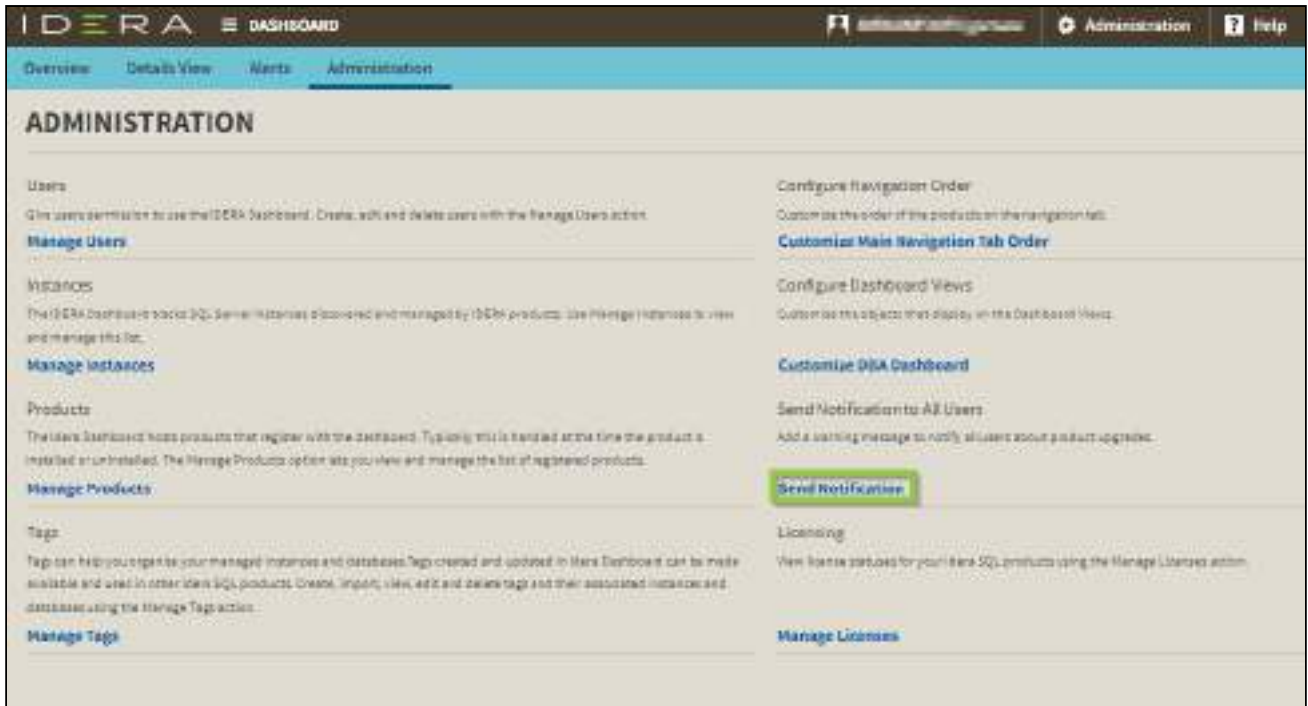 IDERA ≡ DASHBOARD
Administration
? Help
Overview Details View Alerts Administration
ADMINISTRATION
Users
Give users permission to use the IDERA Dashboard. Create, edit and delete users with the Manage Users action.
Manage Users
Configure Navigation Order
Customize the order of the products on the navigation tab.
Customize Main Navigation Tab Order
Instances
The IDERA Dashboard tracks SQL Server instances discovered and managed by IDERA products. Use Manage Instances to view
and manage this list.
Manage Instances
Configure Dashboard Views
Customize the objects that display on the Dashboard Views.
Customize DBA Dashboard
Products
The Idera Dashboard hosts products that register with the dashboard. Typically this is handled at the time the product is
installed or uninstalled. The Manage Products option lets you view and manage the list of registered products.
Manage Products
Send Notification to All Users
Add a warning message to notify all users about product upgrades.
Send Notification
Tags
Tags can help you organize your managed instances and databases. Tags created and updated in Idera Dashboard can be made
available and used in other Idera SQL products. Create, import, view, edit and delete tags and their associated instances and
databases using the Manage Tags action.
Manage Tags
Licensing
View license statuses for your Idera SQL products using the Manage Licenses action.
Manage Licenses